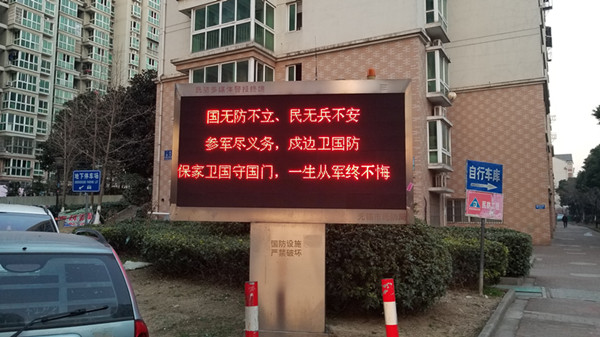 国无防不立、民无兵不安
参军尽义务，戍边卫国防
保家卫国守国门，一生从军终不悔
国防设施
严禁破坏
地下停车场
自行车库